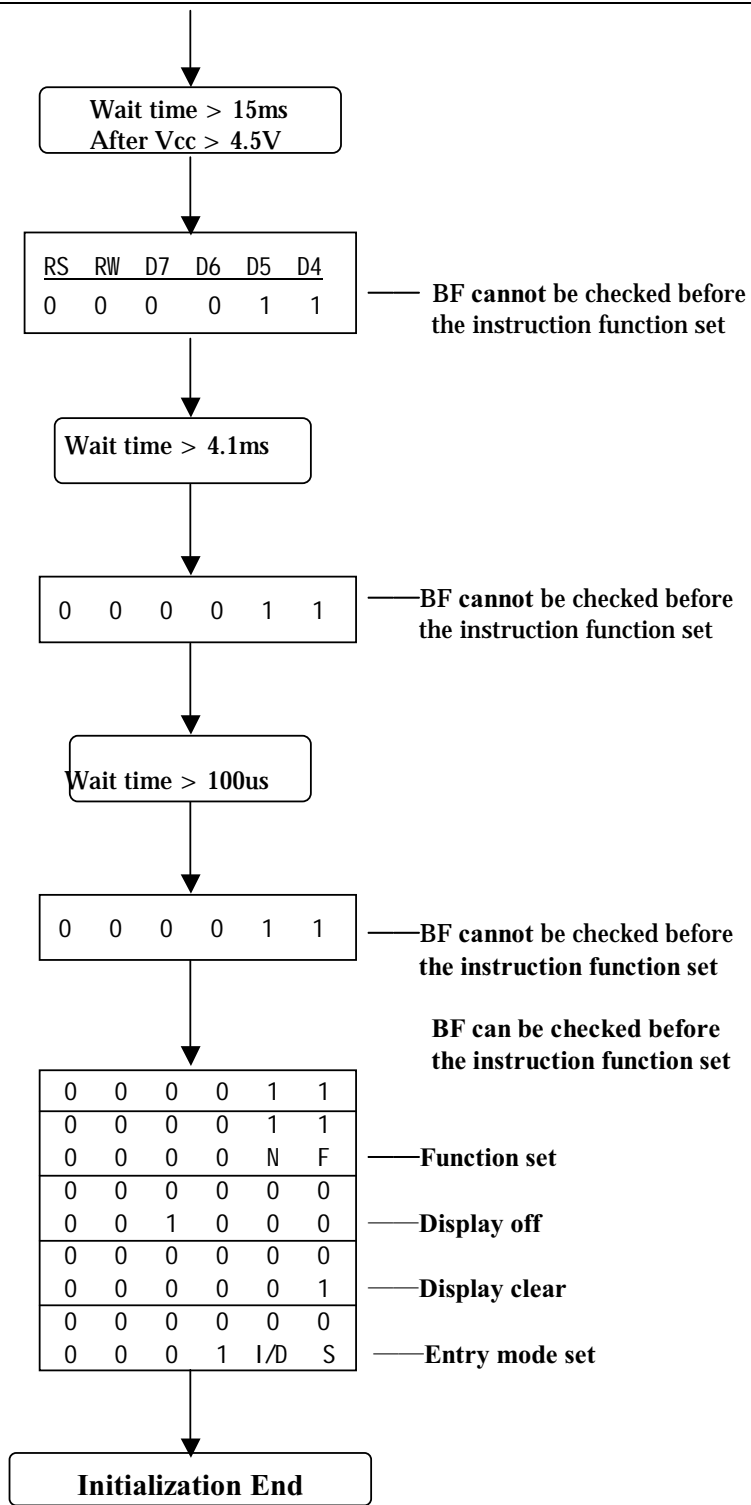 Wait time > 15ms
After Vcc > 4.5V
RS RW D7 D6 D5 D4
0 0 0 0 1 1
BF cannot be checked before
the instruction function set
Wait time > 4.1ms
0 0 0 0 1 1
BF cannot be checked before
the instruction function set
Wait time > 100us
0 0 0 0 1 1
BF cannot be checked before
the instruction function set
BF can be checked before
the instruction function set
0 0 0 0 1 1
0 0 0 0 1 1
0 0 0 0 N F Function set
0 0 0 0 0 0
0 0 1 0 0 0 Display off
0 0 0 0 0 0
0 0 0 0 0 1 Display clear
0 0 0 0 0 0
0 0 0 1 I/D S Entry mode set
Initialization End